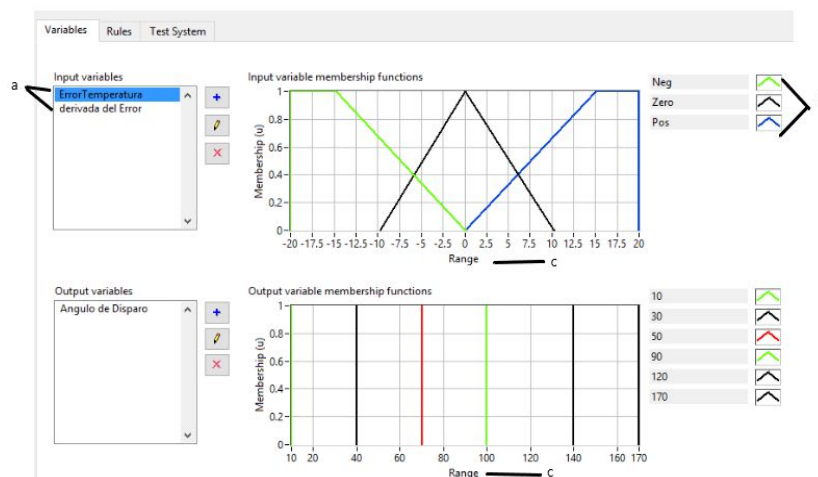 Variables Rules Test System
Input variables
a
ErrorTemperatura
derivada del Error
Input variable membership functions
Membership (u)
1
0.8
0.6
0.4
0.2
0
-20 -17.5 -15 -12.5 -10 -7.5 -5 -2.5 0 2.5 5 7.5 10 12.5 15 17.5 20
Range c
Neg
Zero
Pos
Output variables
Angulo de Disparo
Output variable membership functions
Membership (u)
1
0.8
0.6
0.4
0.2
0
10 20 40 60 80 100 120 140 160 170
Range c
10
30
50
90
120
170